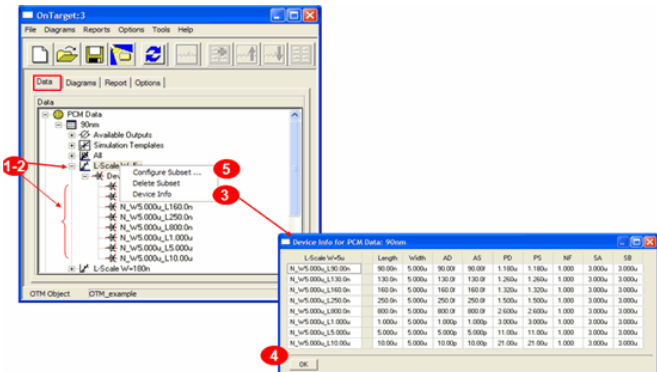 OnTarget:3
File Diagrams Reports Options Tools Help
Data Diagrams Report Options
Data
PCM Data
90nm
Available Outputs
Simulation Templates
All
L-Scale W=5u
1-2
Dev
Configure Subset ...
5
Delete Subset
Device Info
3
N_W5.000u_L160.0n
N_W5.000u_L250.0n
N_W5.000u_L800.0n
N_W5.000u_L1.000u
N_W5.000u_L5.000u
N_W5.000u_L10.00u
L-Scale W=180n
OTM Object OTM_example
Device Info for PCM Data: 90nm
L-Scale W=5u Length Width AD AS PD PS NF SA SB
N_W5.000u_L90.00n 90.00n 5.000u 90.00f 90.00f 1.180u 1.180u 1.000 3.000u 3.000u
N_W5.000u_L130.0n 130.0n 5.000u 130.0f 130.0f 1.260u 1.260u 1.000 3.000u 3.000u
N_W5.000u_L160.0n 160.0n 5.000u 160.0f 160.0f 1.320u 1.320u 1.000 3.000u 3.000u
N_W5.000u_L250.0n 250.0n 5.000u 250.0f 250.0f 1.500u 1.500u 1.000 3.000u 3.000u
N_W5.000u_L800.0n 800.0n 5.000u 800.0f 800.0f 2.600u 2.600u 1.000 3.000u 3.000u
N_W5.000u_L1.000u 1.000u 5.000u 1.000p 1.000p 3.000u 3.000u 1.000 3.000u 3.000u
N_W5.000u_L5.000u 5.000u 5.000u 5.000p 5.000p 11.00u 11.00u 1.000 3.000u 3.000u
N_W5.000u_L10.00u 10.00u 5.000u 10.00p 10.00p 21.00u 21.00u 1.000 3.000u 3.000u
4
OK